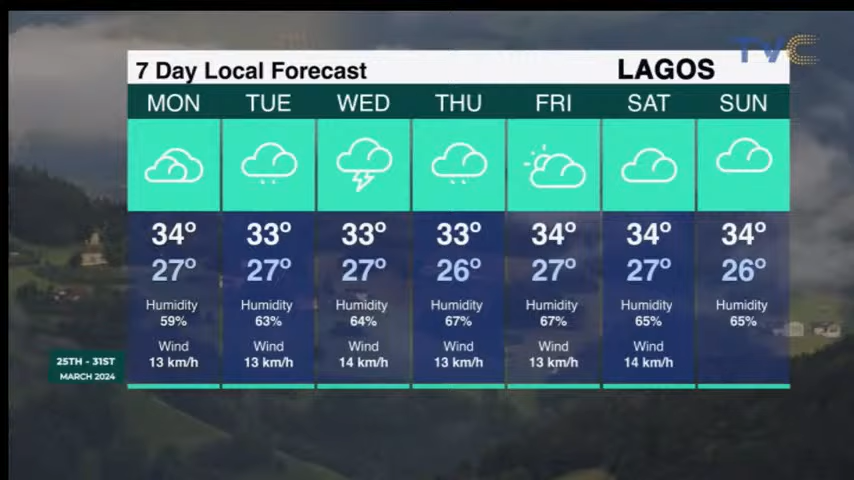 TVC
7 Day Local Forecast LAGOS
MON TUE WED THU FRI SAT SUN
34° 33° 33° 33° 34° 34° 34°
27° 27° 27° 26° 27° 27° 26°
Humidity Humidity Humidity Humidity Humidity Humidity Humidity
59% 63% 64% 67% 67% 65% 65%
Wind Wind Wind Wind Wind Wind
13 km/h 13 km/h 14 km/h 13 km/h 13 km/h 14 km/h
25TH - 31ST
MARCH 2024